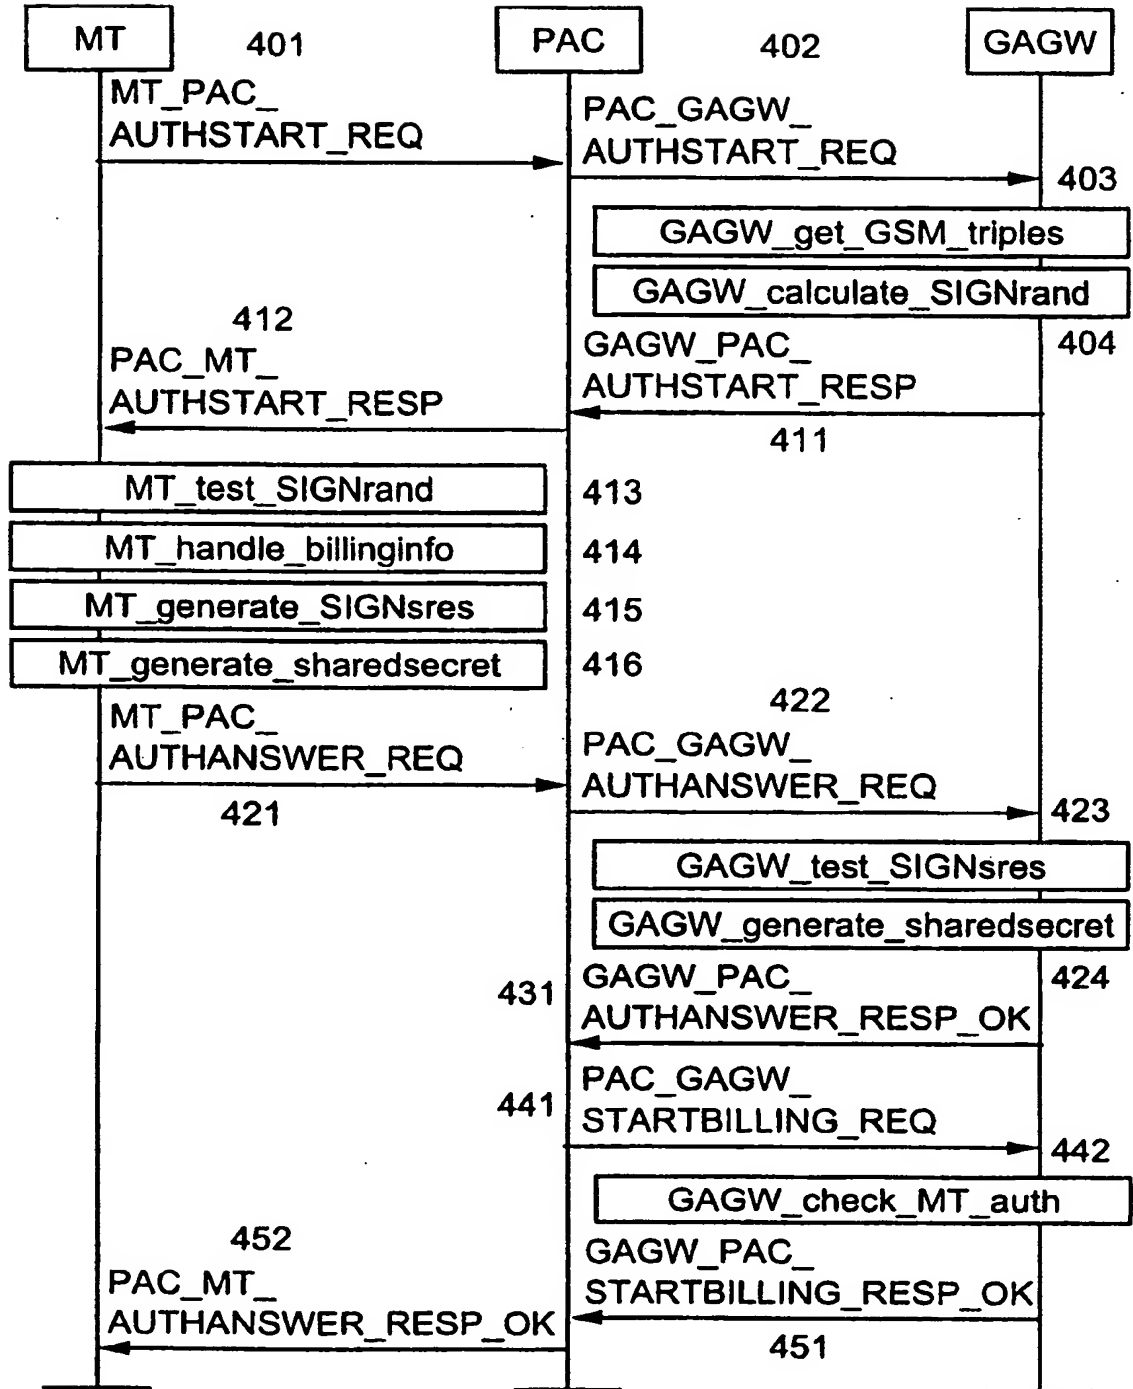 MT
401
PAC
402
GAGW
MT_PAC_
AUTHSTART_REQ
PAC_GAGW_
AUTHSTART_REQ
403
GAGW_get_GSM_triples
GAGW_calculate_SIGNrand
412
PAC_MT_
AUTHSTART_RESP
GAGW_PAC_
AUTHSTART_RESP
404
411
MT_test_SIGNrand
413
MT_handle_billinginfo
414
MT_generate_SIGNsres
415
MT_generate_sharedsecret
416
MT_PAC_
AUTHANSWER_REQ
421
422
PAC_GAGW_
AUTHANSWER_REQ
423
GAGW_test_SIGNsres
GAGW_generate_sharedsecret
431
GAGW_PAC_
AUTHANSWER_RESP_OK
424
441
PAC_GAGW_
STARTBILLING_REQ
442
GAGW_check_MT_auth
452
PAC_MT_
AUTHANSWER_RESP_OK
GAGW_PAC_
STARTBILLING_RESP_OK
451